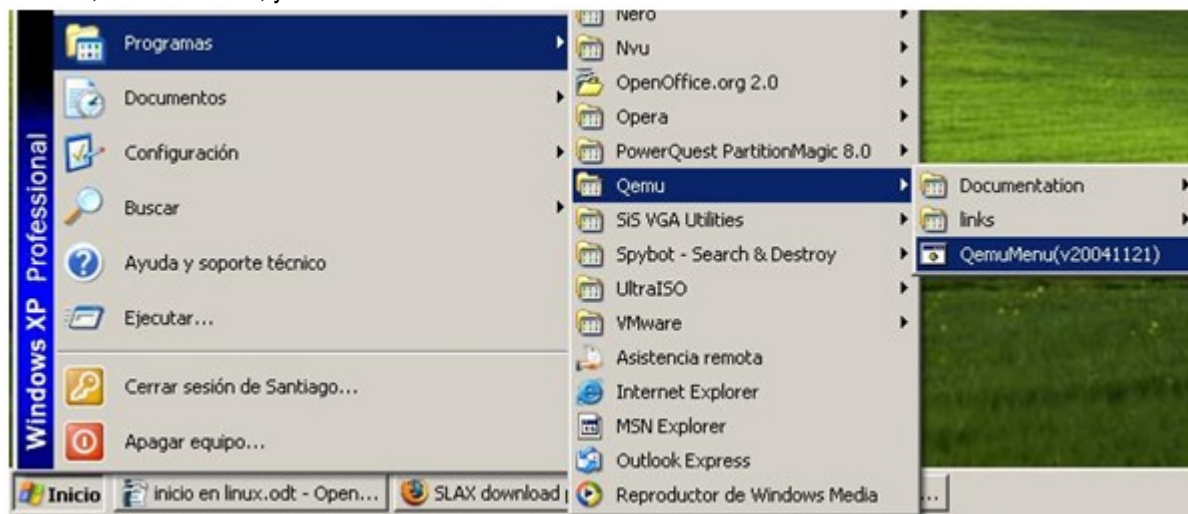 Windows XP Professional
Programas
Documentos
Configuración
Buscar
Ayuda y soporte técnico
Ejecutar...
Cerrar sesión de Santiago...
Apagar equipo...
Nero
Nvu
OpenOffice.org 2.0
Opera
PowerQuest PartitionMagic 8.0
Qemu
SiS VGA Utilities
Spybot - Search & Destroy
UltraISO
VMware
Asistencia remota
Internet Explorer
MSN Explorer
Outlook Express
Reproductor de Windows Media
Documentation
links
QemuMenu(v20041121)
Inicio
inicio en linux.odt - Open...
SLAX download
...